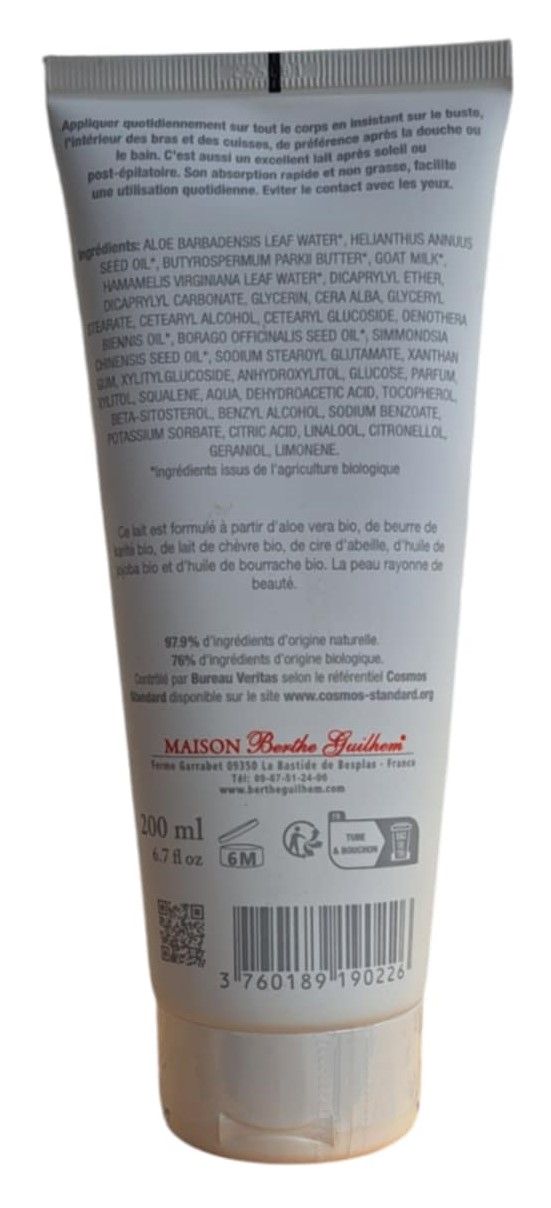 Appliquer quotidiennement sur tout le corps en insistant sur le buste,
l'intérieur des bras et des cuisses, de préférence après la douche ou
le bain. C'est aussi un excellent lait après soleil ou
post-épilatoire. Son absorption rapide et non grasse, facilite
une utilisation quotidienne. Eviter le contact avec les yeux.
Ingrédients: ALOE BARBADENSIS LEAF WATER*, HELIANTHUS ANNUUS
SEED OIL*, BUTYROSPERMUM PARKII BUTTER*, GOAT MILK*,
HAMAMELIS VIRGINIANA LEAF WATER*, DICAPRYLYL ETHER,
DICAPRYLYL CARBONATE, GLYCERIN, CERA ALBA, GLYCERYL
STEARATE, CETEARYL ALCOHOL, CETEARYL GLUCOSIDE, OENOTHERA
BIENNIS OIL*, BORAGO OFFICINALIS SEED OIL*, SIMMONDSIA
CHINENSIS SEED OIL*, SODIUM STEAROYL GLUTAMATE, XANTHAN
GUM, XYLITYLGLUCOSIDE, ANHYDROXYLITOL, GLUCOSE, PARFUM,
XYLITOL, SQUALENE, AQUA, DEHYDROACETIC ACID, TOCOPHEROL,
BETA-SITOSTEROL, BENZYL ALCOHOL, SODIUM BENZOATE,
POTASSIUM SORBATE, CITRIC ACID, LINALOOL, CITRONELLOL,
GERANIOL, LIMONENE.
*ingrédients issus de l'agriculture biologique
Ce lait est formulé à partir d'aloe vera bio, de beurre de
karité bio, de lait de chèvre bio, de cire d'abeille, d'huile de
jojoba bio et d'huile de bourrache bio. La peau rayonne de
beauté.
97.9% d'ingrédients d'origine naturelle.
76% d'ingrédients d'origine biologique.
Contrôlé par Bureau Veritas selon le référentiel Cosmos
Standard disponible sur le site www.cosmos-standard.org
MAISON Berthe Guilhem
Ferme Garrabet 09350 La Bastide de Besplas - France
Tél: 09-67-51-24-00
www.bertheguilhem.com
200 ml
6.7 fl oz
6M
FR
TUBE
& BOUCHON
3 760189 190226